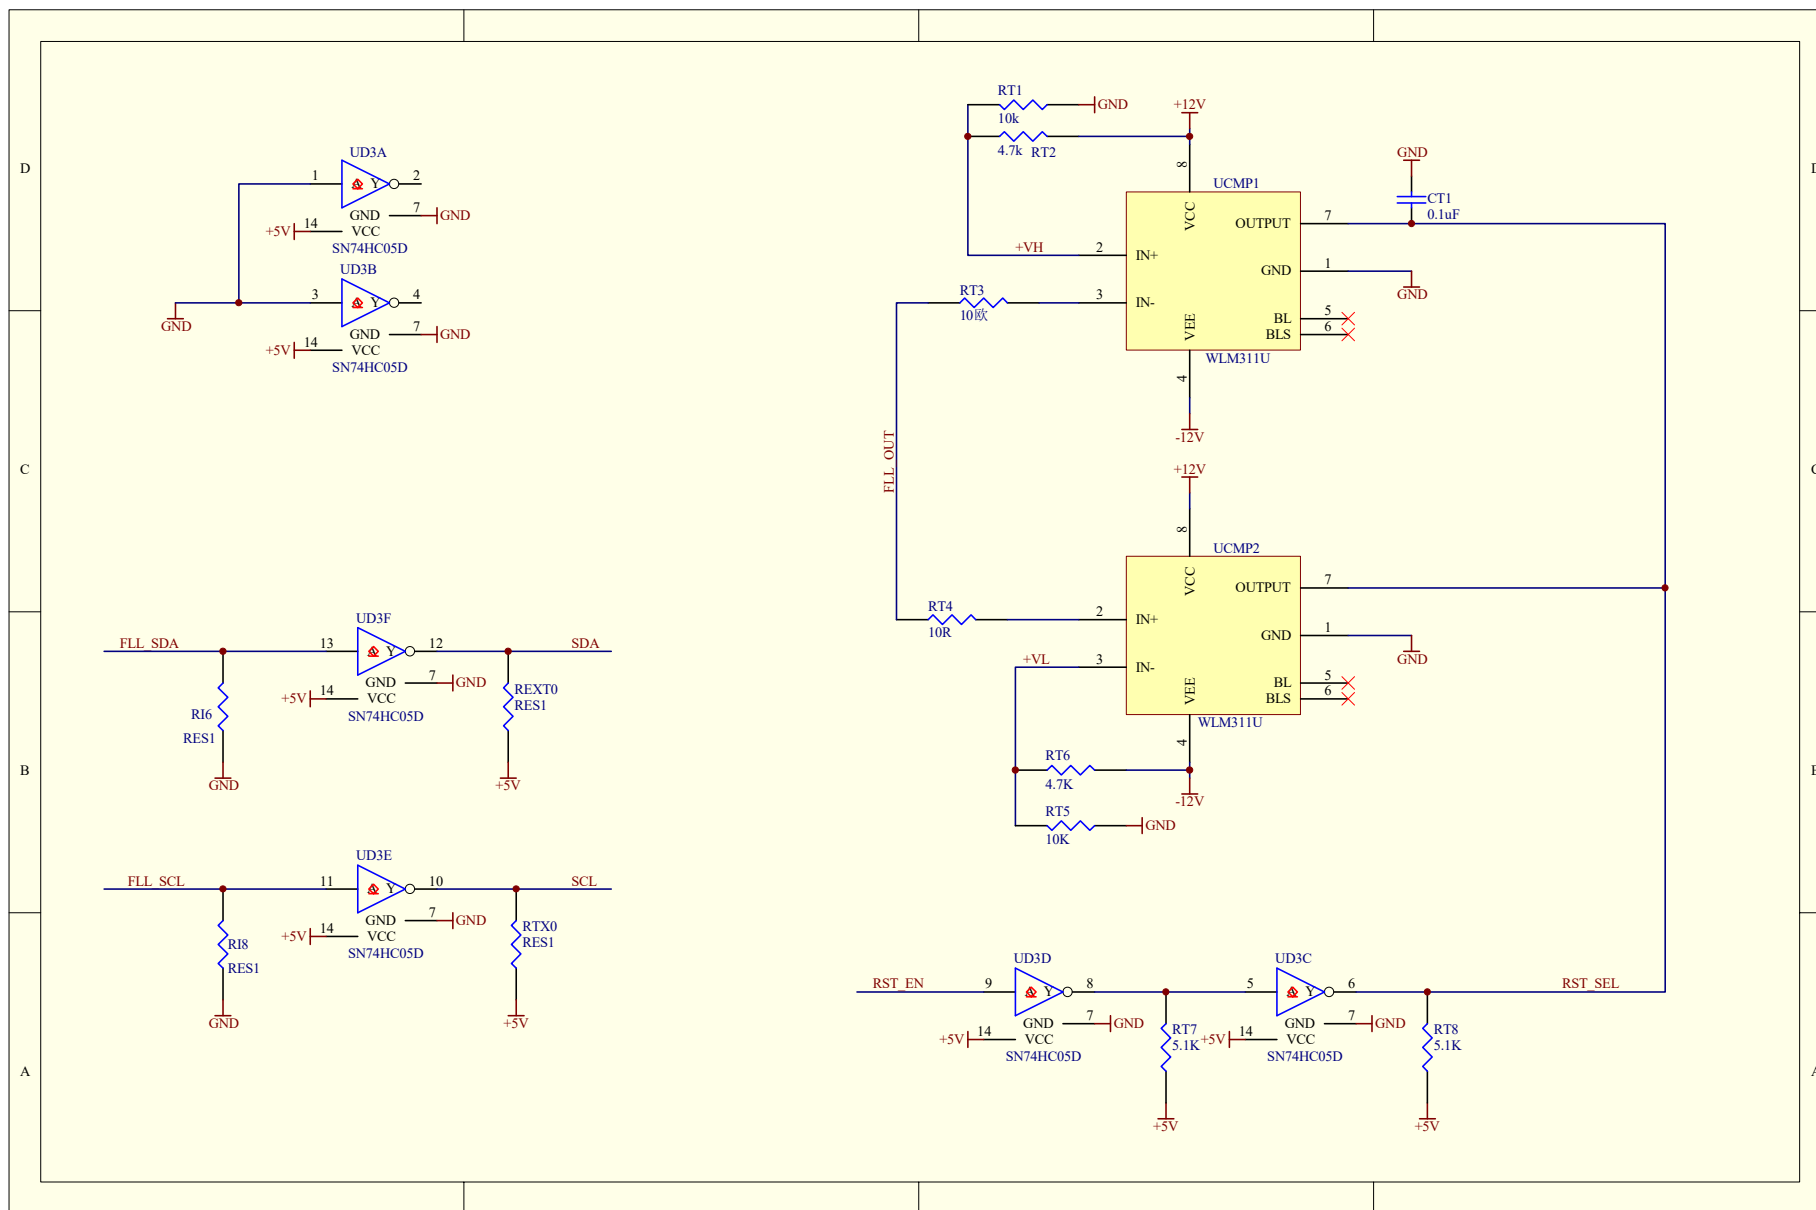 D
C
B
A
UD3A
1
A
Y
2
GND
7
GND
+5V
14
VCC
SN74HC05D
UD3B
3
A
Y
4
GND
7
GND
+5V
14
VCC
SN74HC05D
GND
UD3F
FLL_SDA
13
A
Y
12
SDA
GND
7
GND
+5V
14
VCC
SN74HC05D
RI6
RES1
GND
REXT0
RES1
+5V
UD3E
FLL_SCL
11
A
Y
10
SCL
GND
7
GND
+5V
14
VCC
SN74HC05D
RI8
RES1
GND
RTX0
RES1
+5V
RT1
10k
GND
4.7k
RT2
+12V
8
UCMP1
VCC
OUTPUT
7
+VH
2
IN+
GND
1
GND
RT3
10欧
3
IN-
BL
5
BLS
6
VEE
WLM311U
4
-12V
GND
CT1
0.1uF
FLL_OUT
+12V
8
UCMP2
VCC
OUTPUT
7
RT4
10R
2
IN+
GND
1
GND
+VL
3
IN-
BL
5
BLS
6
VEE
WLM311U
4
RT6
4.7K
-12V
RT5
10K
GND
UD3D
RST_EN
9
A
Y
8
GND
7
GND
+5V
14
VCC
SN74HC05D
RT7
5.1K
+5V
UD3C
5
A
Y
6
RST_SEL
GND
7
GND
+5V
14
VCC
SN74HC05D
RT8
5.1K
+5V